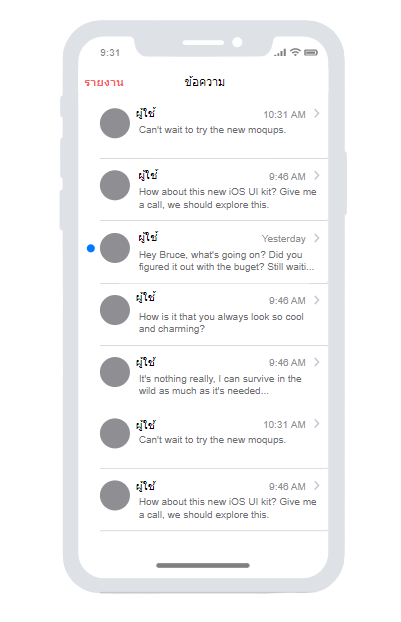 9:31
รายงาน ข้อความ
ผู้ใช้ 10:31 AM
Can't wait to try the new moqups.
ผู้ใช้ 9:46 AM
How about this new iOS UI kit? Give me
a call, we should explore this.
ผู้ใช้ Yesterday
Hey Bruce, what's going on? Did you
figured it out with the buget? Still waiti...
ผู้ใช้ 9:46 AM
How is it that you always look so cool
and charming?
ผู้ใช้ 9:46 AM
It's nothing really, I can survive in the
wild as much as it's needed...
ผู้ใช้ 10:31 AM
Can't wait to try the new moqups.
ผู้ใช้ 9:46 AM
How about this new iOS UI kit? Give me
a call, we should explore this.